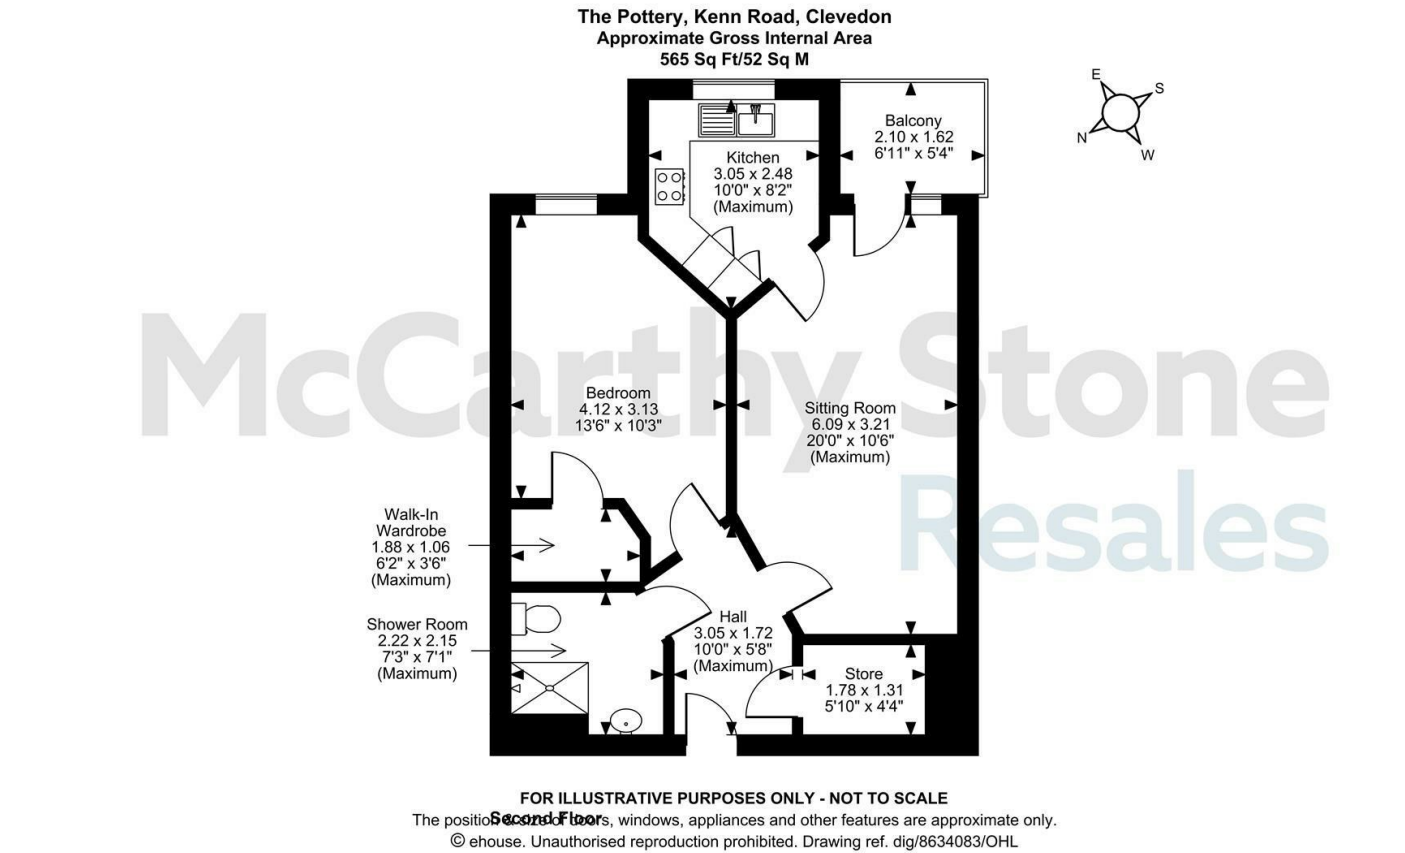 The Pottery, Kenn Road, Clevedon
Approximate Gross Internal Area
565 Sq Ft/52 Sq M
E
S
N
W
Balcony
2.10 x 1.62
6'11" x 5'4"
Kitchen
3.05 x 2.48
10'0" x 8'2"
(Maximum)
McCarthy Stone
Resales
Bedroom
4.12 x 3.13
13'6" x 10'3"
Sitting Room
6.09 x 3.21
20'0" x 10'6"
(Maximum)
Walk-In
Wardrobe
1.88 x 1.06
6'2" x 3'6"
(Maximum)
Shower Room
2.22 x 2.15
7'3" x 7'1"
(Maximum)
Hall
3.05 x 1.72
10'0" x 5'8"
(Maximum)
Store
1.78 x 1.31
5'10" x 4'4"
FOR ILLUSTRATIVE PURPOSES ONLY - NOT TO SCALE
Second Floor
The position & size of doors, windows, appliances and other features are approximate only.
© ehouse. Unauthorised reproduction prohibited. Drawing ref. dig/8634083/OHL